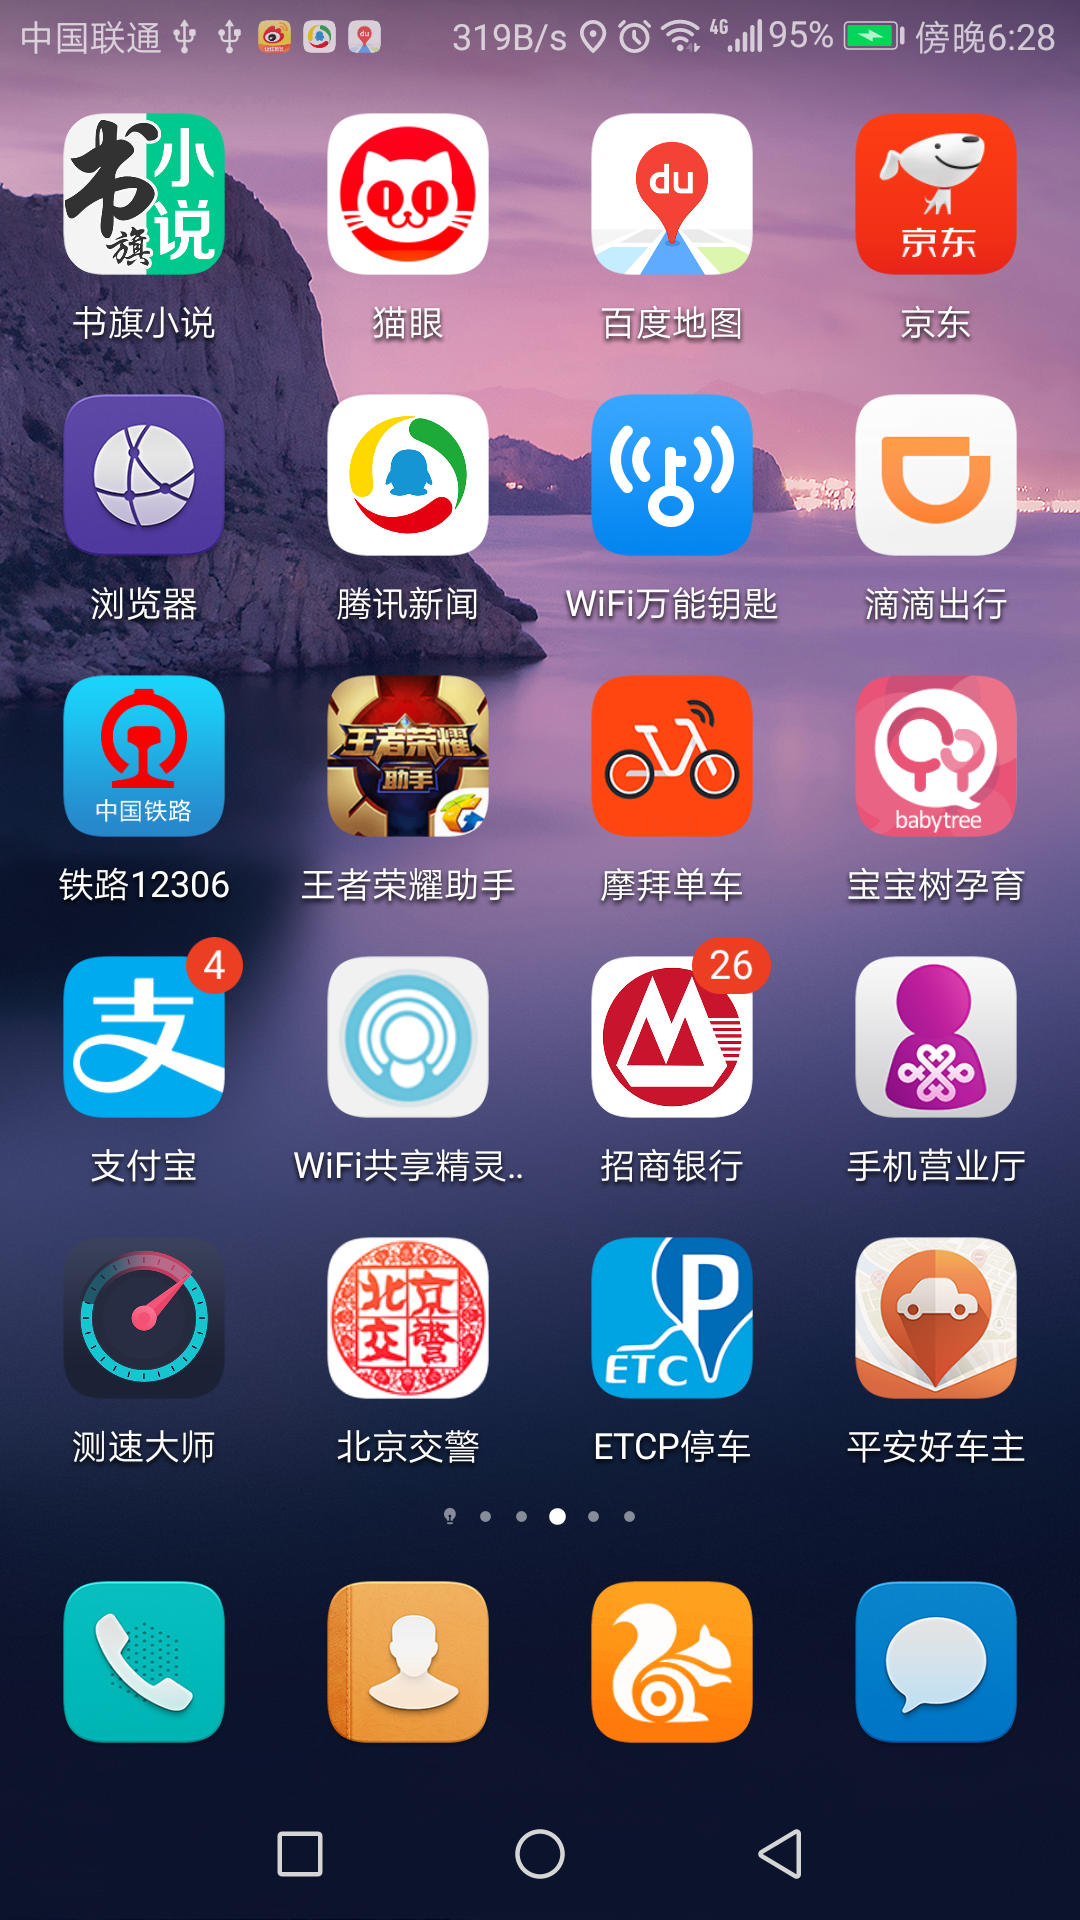 中国联通 319B/s 4G 95% 傍晚6:28
书旗 小说 du 京东
书旗小说 猫眼 百度地图 京东
浏览器 腾讯新闻 WiFi万能钥匙 滴滴出行
中国铁路 王者荣耀 助手 babytree
铁路12306 王者荣耀助手 摩拜单车 宝宝树孕育
支 4 26
支付宝 WiFi共享精灵.. 招商银行 手机营业厅
北京交警 P ETC
测速大师 北京交警 ETCP停车 平安好车主